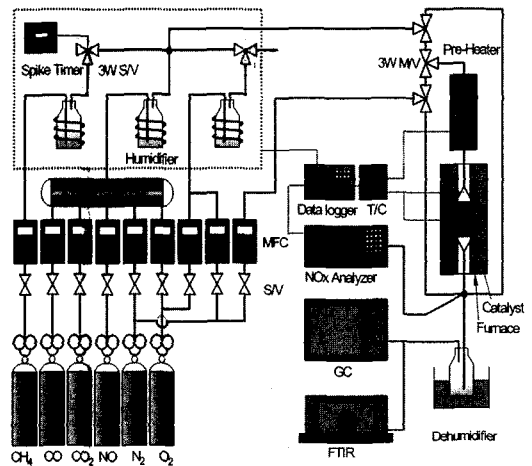 Spike Timer
3W S/V
3W M/V
Pre-Heater
Humidifier
Data logger
T/C
MFC
NOx Analyzer
S/V
Catalyst
Furnace
GC
FTIR
Dehumidifier
CH₄ CO CO₂ NO N₂ O₂